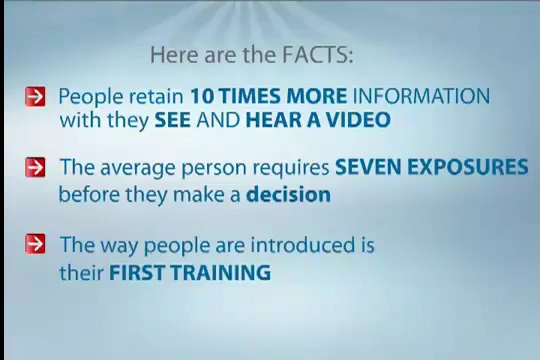 Here are the FACTS:
People retain 10 TIMES MORE INFORMATION
with they SEE AND HEAR A VIDEO
The average person requires SEVEN EXPOSURES
before they make a decision
The way people are introduced is
their FIRST TRAINING